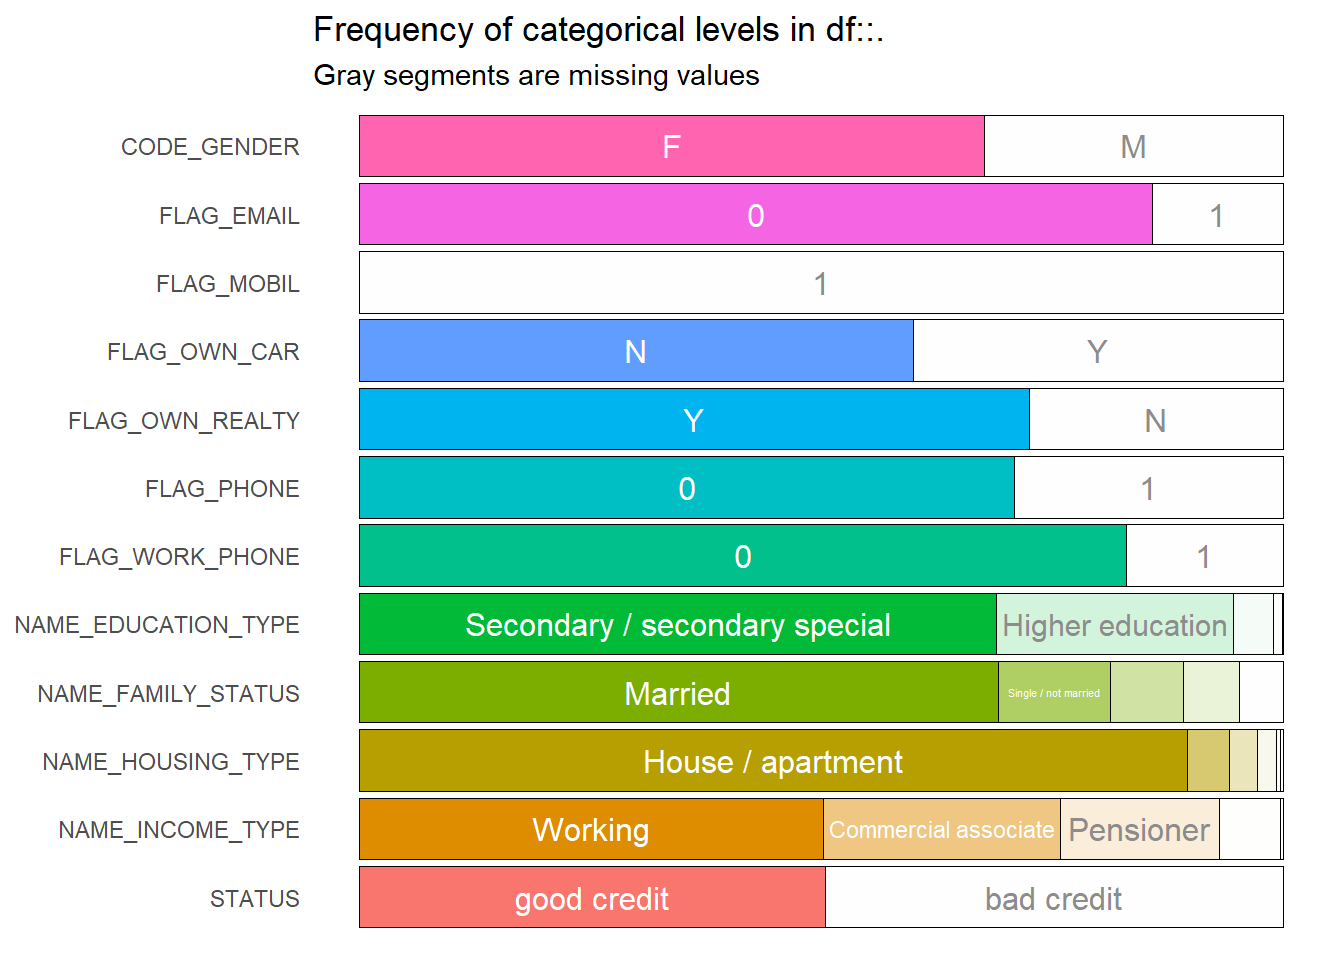 Frequency of categorical levels in df::.
Gray segments are missing values
CODE_GENDER F M
FLAG_EMAIL 0 1
FLAG_MOBIL 1
FLAG_OWN_CAR N Y
FLAG_OWN_REALTY Y N
FLAG_PHONE 0 1
FLAG_WORK_PHONE 0 1
NAME_EDUCATION_TYPE Secondary / secondary special Higher education
NAME_FAMILY_STATUS Married Single / not married
NAME_HOUSING_TYPE House / apartment
NAME_INCOME_TYPE Working Commercial associate Pensioner
STATUS good credit bad credit